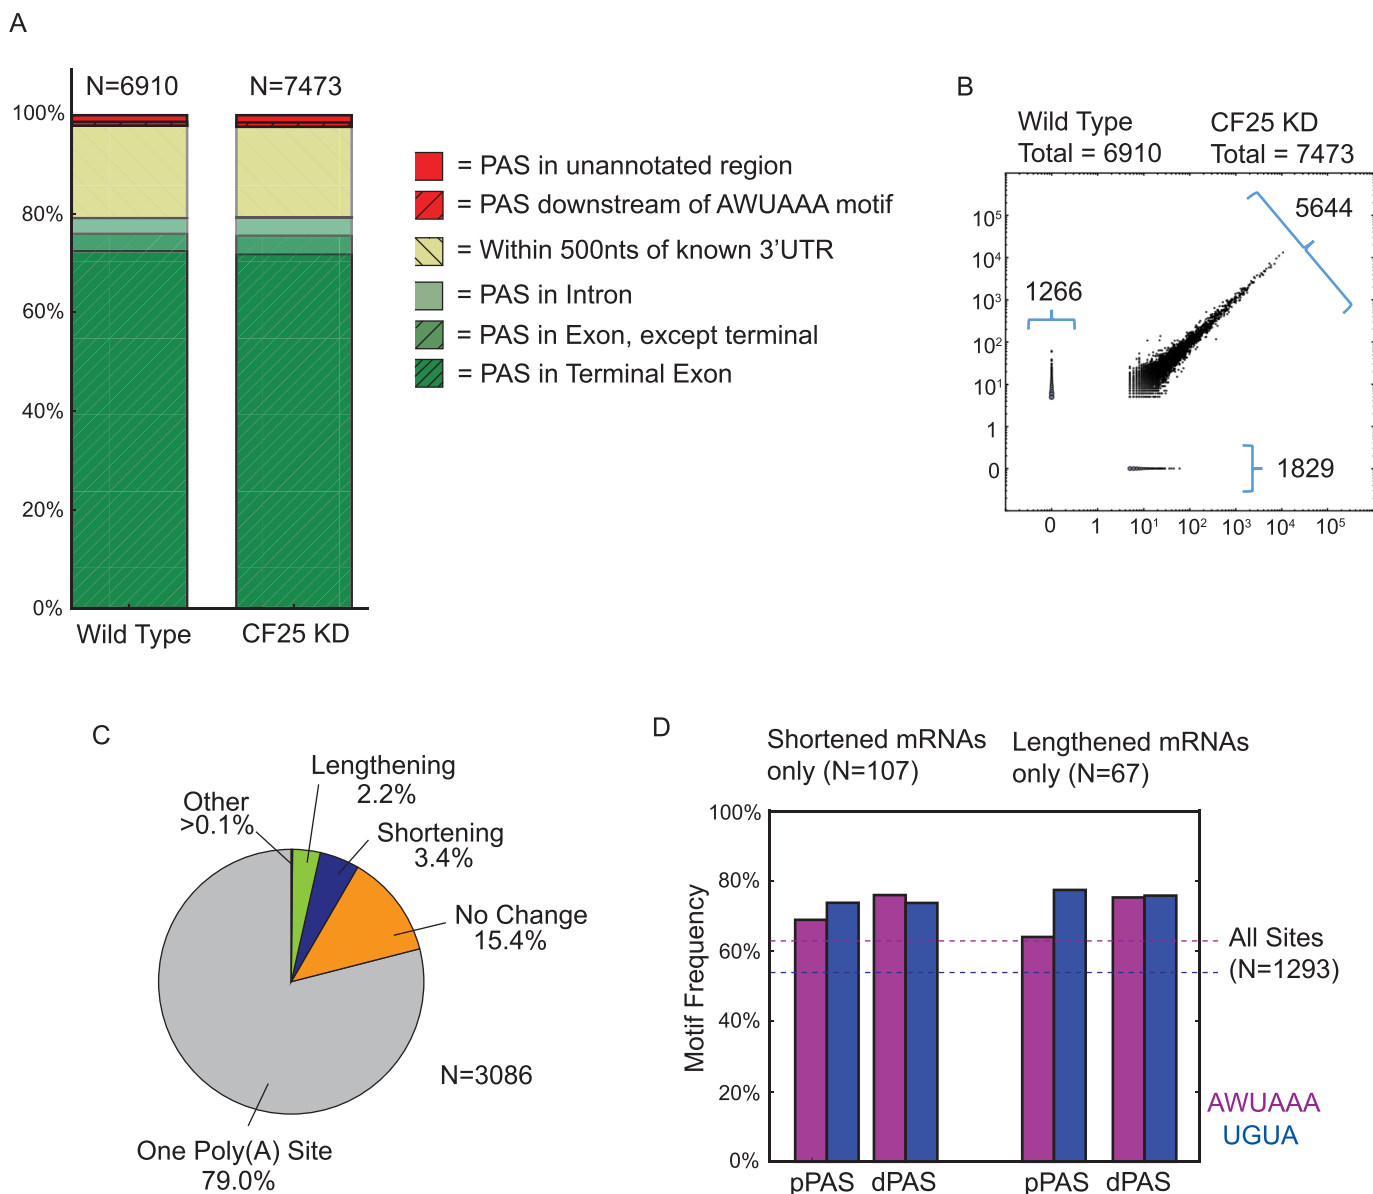 A
N=6910
N=7473
100%
80%
60%
40%
20%
0%
Wild Type
CF25 KD
= PAS in unannotated region
= PAS downstream of AWUAAA motif
= Within 500nts of known 3'UTR
= PAS in Intron
= PAS in Exon, except terminal
= PAS in Terminal Exon
B
Wild Type
Total = 6910
CF25 KD
Total = 7473
5644
1266
1829
10⁵
10⁴
10³
10²
10¹
1
0
0 1 10¹ 10² 10³ 10⁴ 10⁵
C
Lengthening
2.2%
Other
>0.1%
Shortening
3.4%
No Change
15.4%
N=3086
One Poly(A) Site
79.0%
D
Shortened mRNAs
only (N=107)
Lengthened mRNAs
only (N=67)
Motif Frequency
100%
80%
60%
40%
20%
0%
All Sites
(N=1293)
AWUAAA
UGUA
pPAS dPAS pPAS dPAS